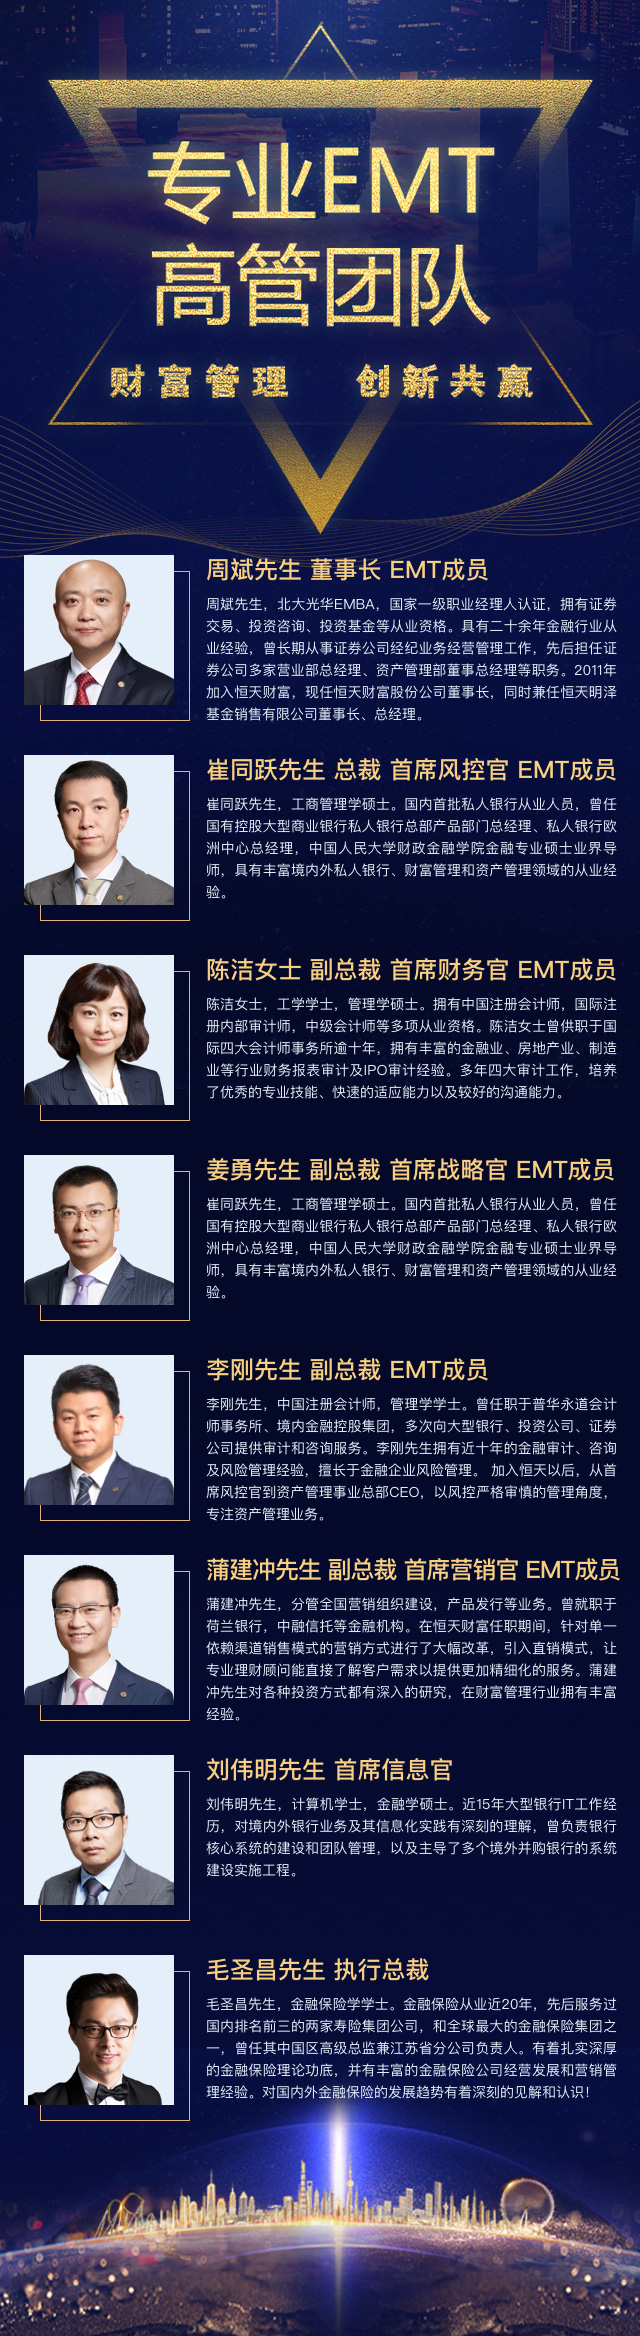 专业EMT
高管团队
财富管理 创新共赢
周斌先生 董事长 EMT成员
周斌先生，北大光华EMBA，国家一级职业经理人认证，拥有证券
交易、投资咨询、投资基金等从业资格。具有二十余年金融行业从
业经验，曾长期从事证券公司经纪业务经营管理工作，先后担任证
券公司多家营业部总经理、资产管理部董事总经理等职务。2011年
加入恒天财富，现任恒天财富股份公司董事长，同时兼任恒天明泽
基金销售有限公司董事长、总经理。
崔同跃先生 总裁 首席风控官 EMT成员
崔同跃先生，工商管理学硕士。国内首批私人银行从业人员，曾任
国有控股大型商业银行私人银行总部产品部门总经理、私人银行欧
洲中心总经理，中国人民大学财政金融学院金融专业硕士业界导
师，具有丰富境内外私人银行、财富管理和资产管理领域的从业经
验。
陈洁女士 副总裁 首席财务官 EMT成员
陈洁女士，工学学士，管理学硕士。拥有中国注册会计师，国际注
册内部审计师，中级会计师等多项从业资格。陈洁女士曾供职于国
际四大会计师事务所逾十年，拥有丰富的金融业、房地产业、制造
业等行业财务报表审计及IPO审计经验。多年四大审计工作，培养
了优秀的专业技能、快速的适应能力以及较好的沟通能力。
姜勇先生 副总裁 首席战略官 EMT成员
崔同跃先生，工商管理学硕士。国内首批私人银行从业人员，曾任
国有控股大型商业银行私人银行总部产品部门总经理、私人银行欧
洲中心总经理，中国人民大学财政金融学院金融专业硕士业界导
师，具有丰富境内外私人银行、财富管理和资产管理领域的从业经
验。
李刚先生 副总裁 EMT成员
李刚先生，中国注册会计师，管理学学士。曾任职于普华永道会计
师事务所、境内金融控股集团，多次向大型银行、投资公司、证券
公司提供审计和咨询服务。李刚先生拥有近十年的金融审计、咨询
及风险管理经验，擅长于金融企业风险管理。 加入恒天以后，从首
席风控官到资产管理事业总部CEO，以风控严格审慎的管理角度，
专注资产管理业务。
蒲建冲先生 副总裁 首席营销官 EMT成员
蒲建冲先生，分管全国营销组织建设，产品发行等业务。曾就职于
荷兰银行，中融信托等金融机构。在恒天财富任职期间，针对单一
依赖渠道销售模式的营销方式进行了大幅改革，引入直销模式，让
专业理财顾问能直接了解客户需求以提供更加精细化的服务。蒲建
冲先生对各种投资方式都有深入的研究，在财富管理行业拥有丰富
经验。
刘伟明先生 首席信息官
刘伟明先生，计算机学士，金融学硕士。近15年大型银行IT工作经
历，对境内外银行业务及其信息化实践有深刻的理解，曾负责银行
核心系统的建设和团队管理，以及主导了多个境外并购银行的系统
建设实施工程。
毛圣昌先生 执行总裁
毛圣昌先生，金融保险学学士。金融保险从业近20年，先后服务过
国内排名前三的两家寿险集团公司，和全球最大的金融保险集团之
一，曾任其中国区高级总监兼江苏省分公司负责人。有着扎实深厚
的金融保险理论功底，并有丰富的金融保险公司经营发展和营销管
理经验。对国内外金融保险的发展趋势有着深刻的见解和认识！